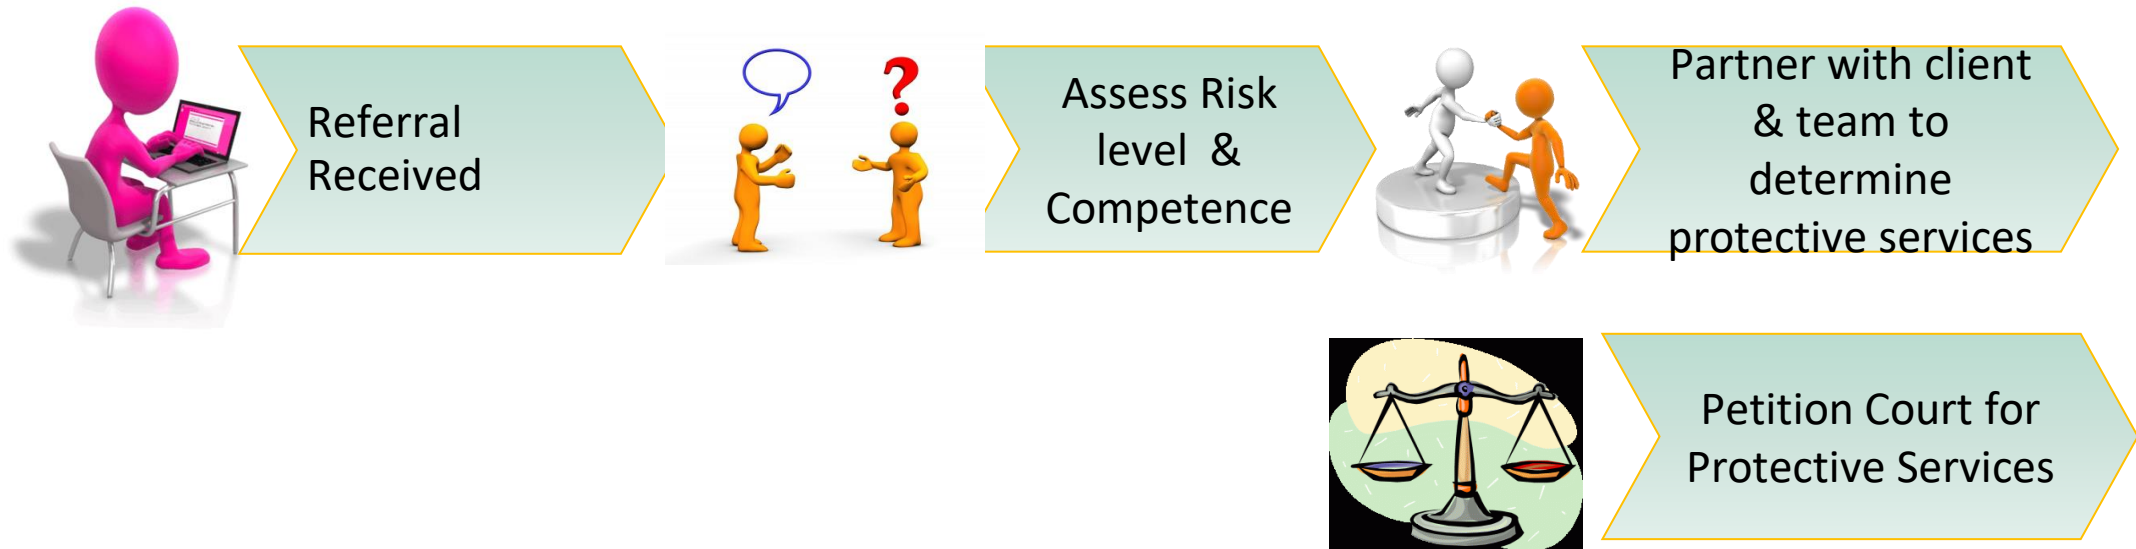 Referral
Received
?
Assess Risk
level & 
Competence
Partner with client
& team to
determine
protective services
Petition Court for
Protective Services